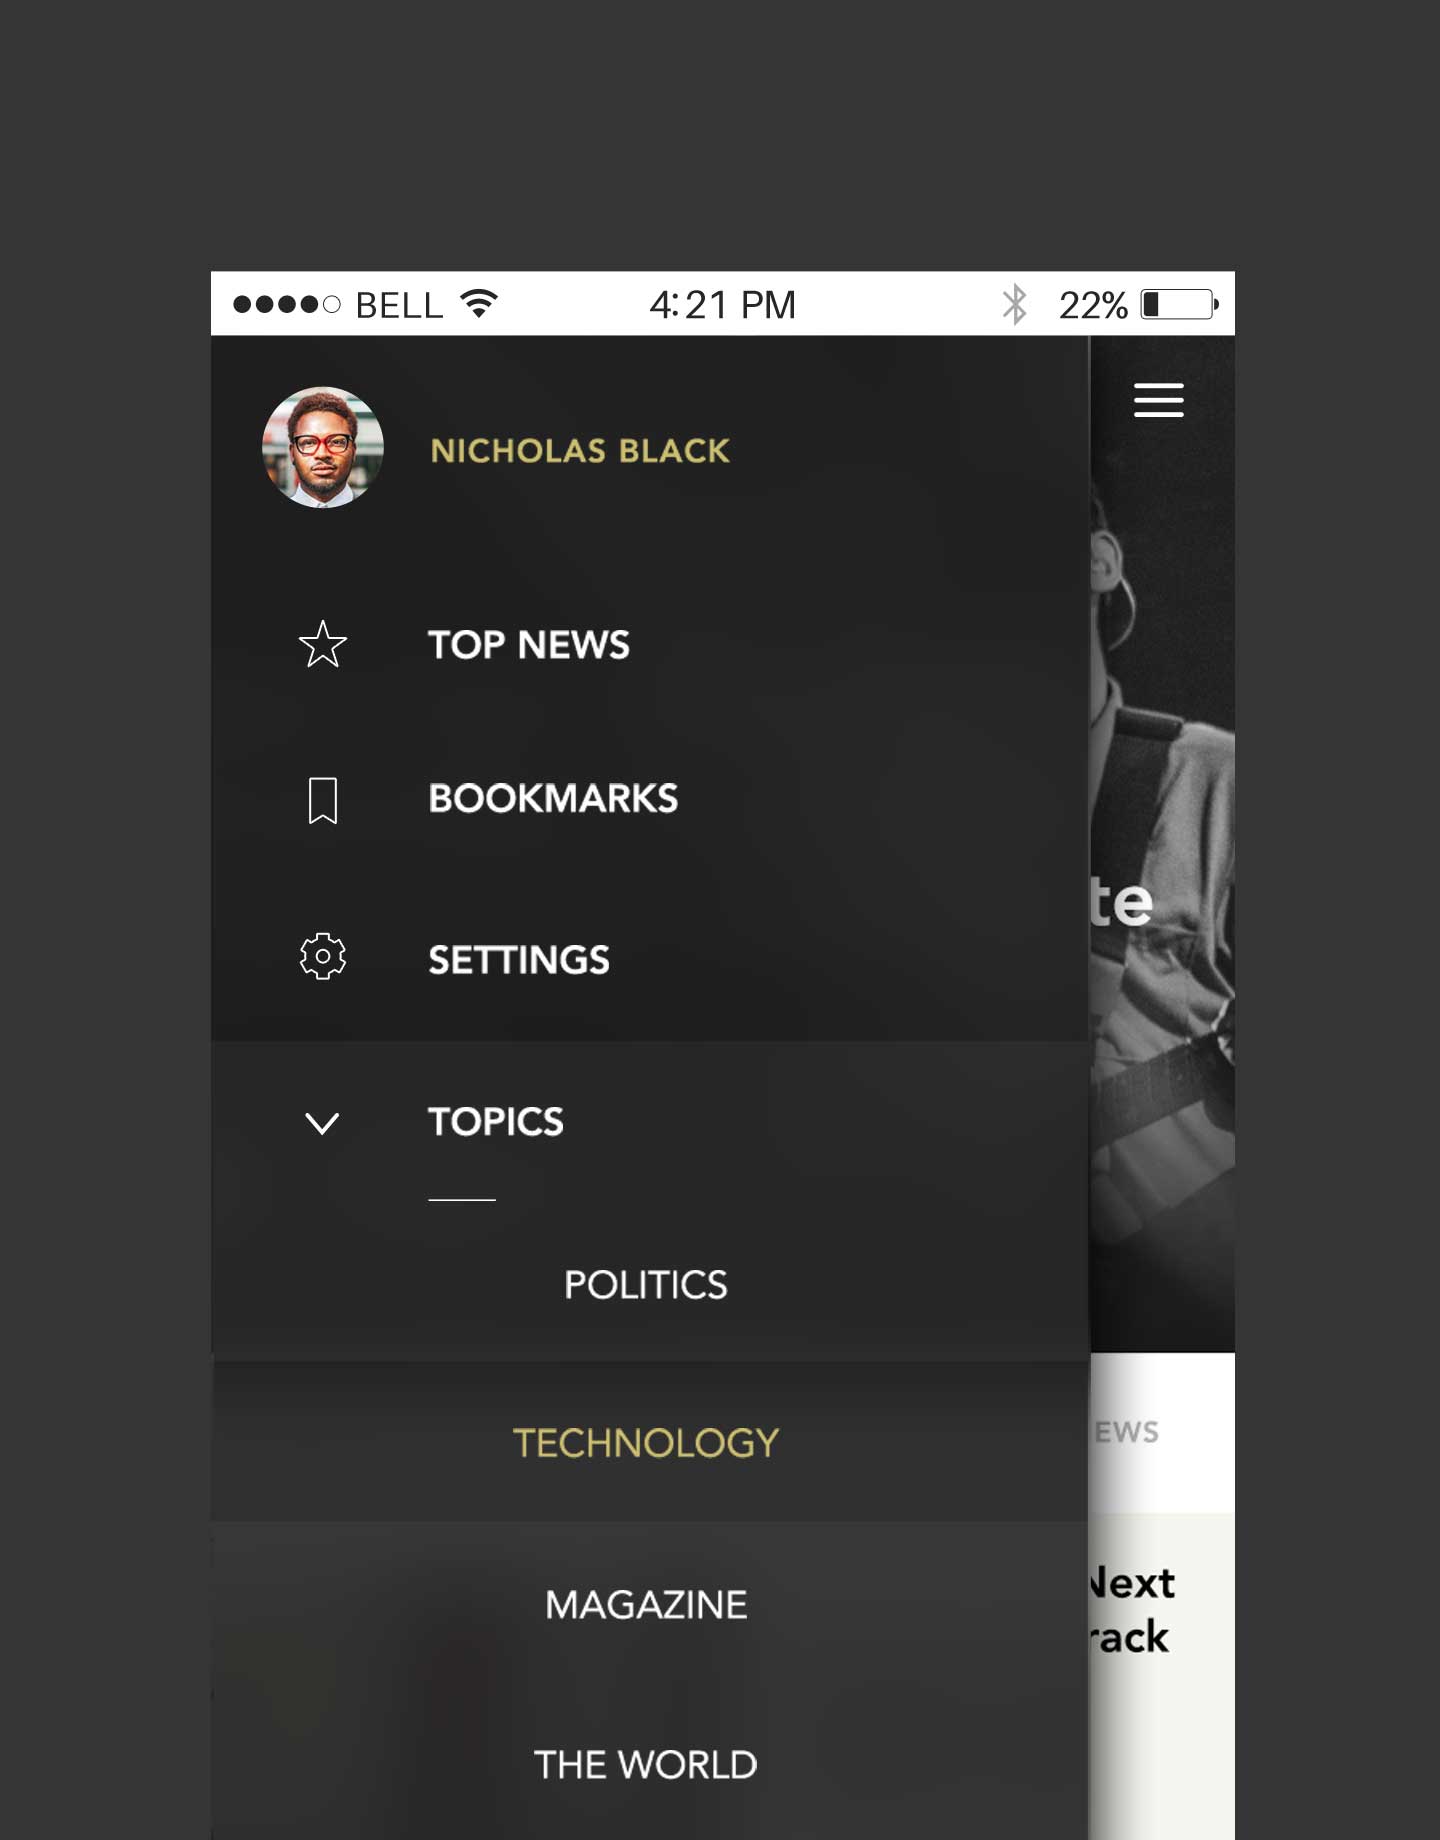 BELL 4:21 PM 22%
NICHOLAS BLACK
TOP NEWS
BOOKMARKS
SETTINGS
TOPICS
POLITICS
TECHNOLOGY
MAGAZINE
THE WORLD
te
EWS
Next
rack